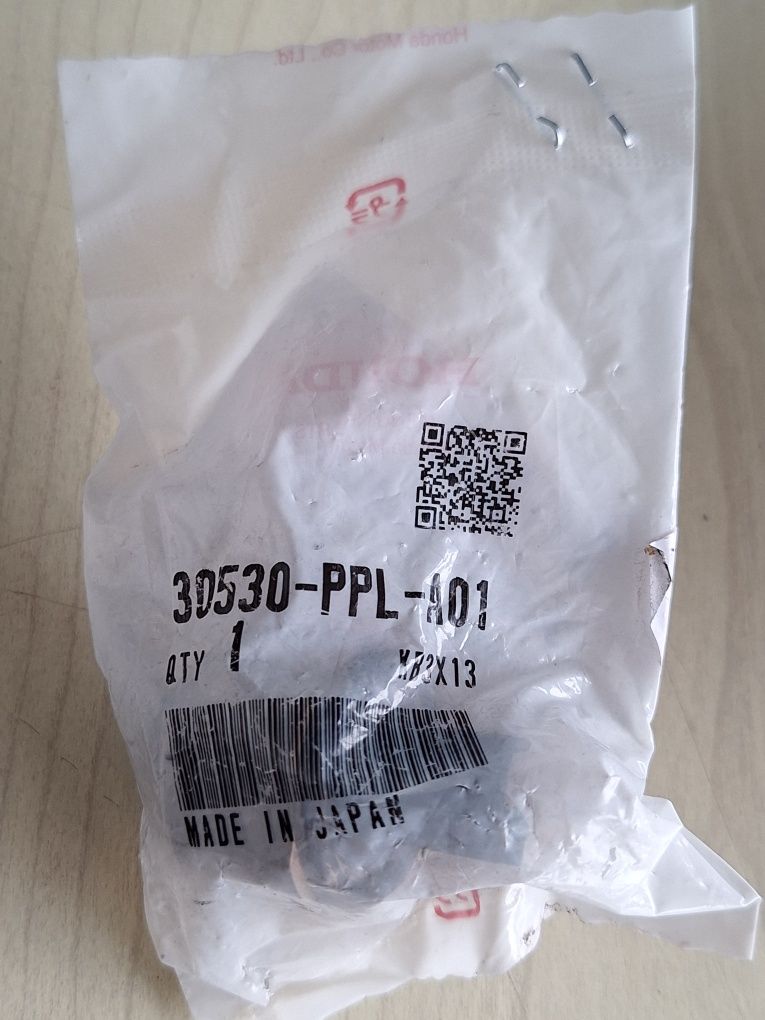 Honda Motor Co., Ltd.
30530-PPL-A01
QTY 1
MADE IN JAPAN